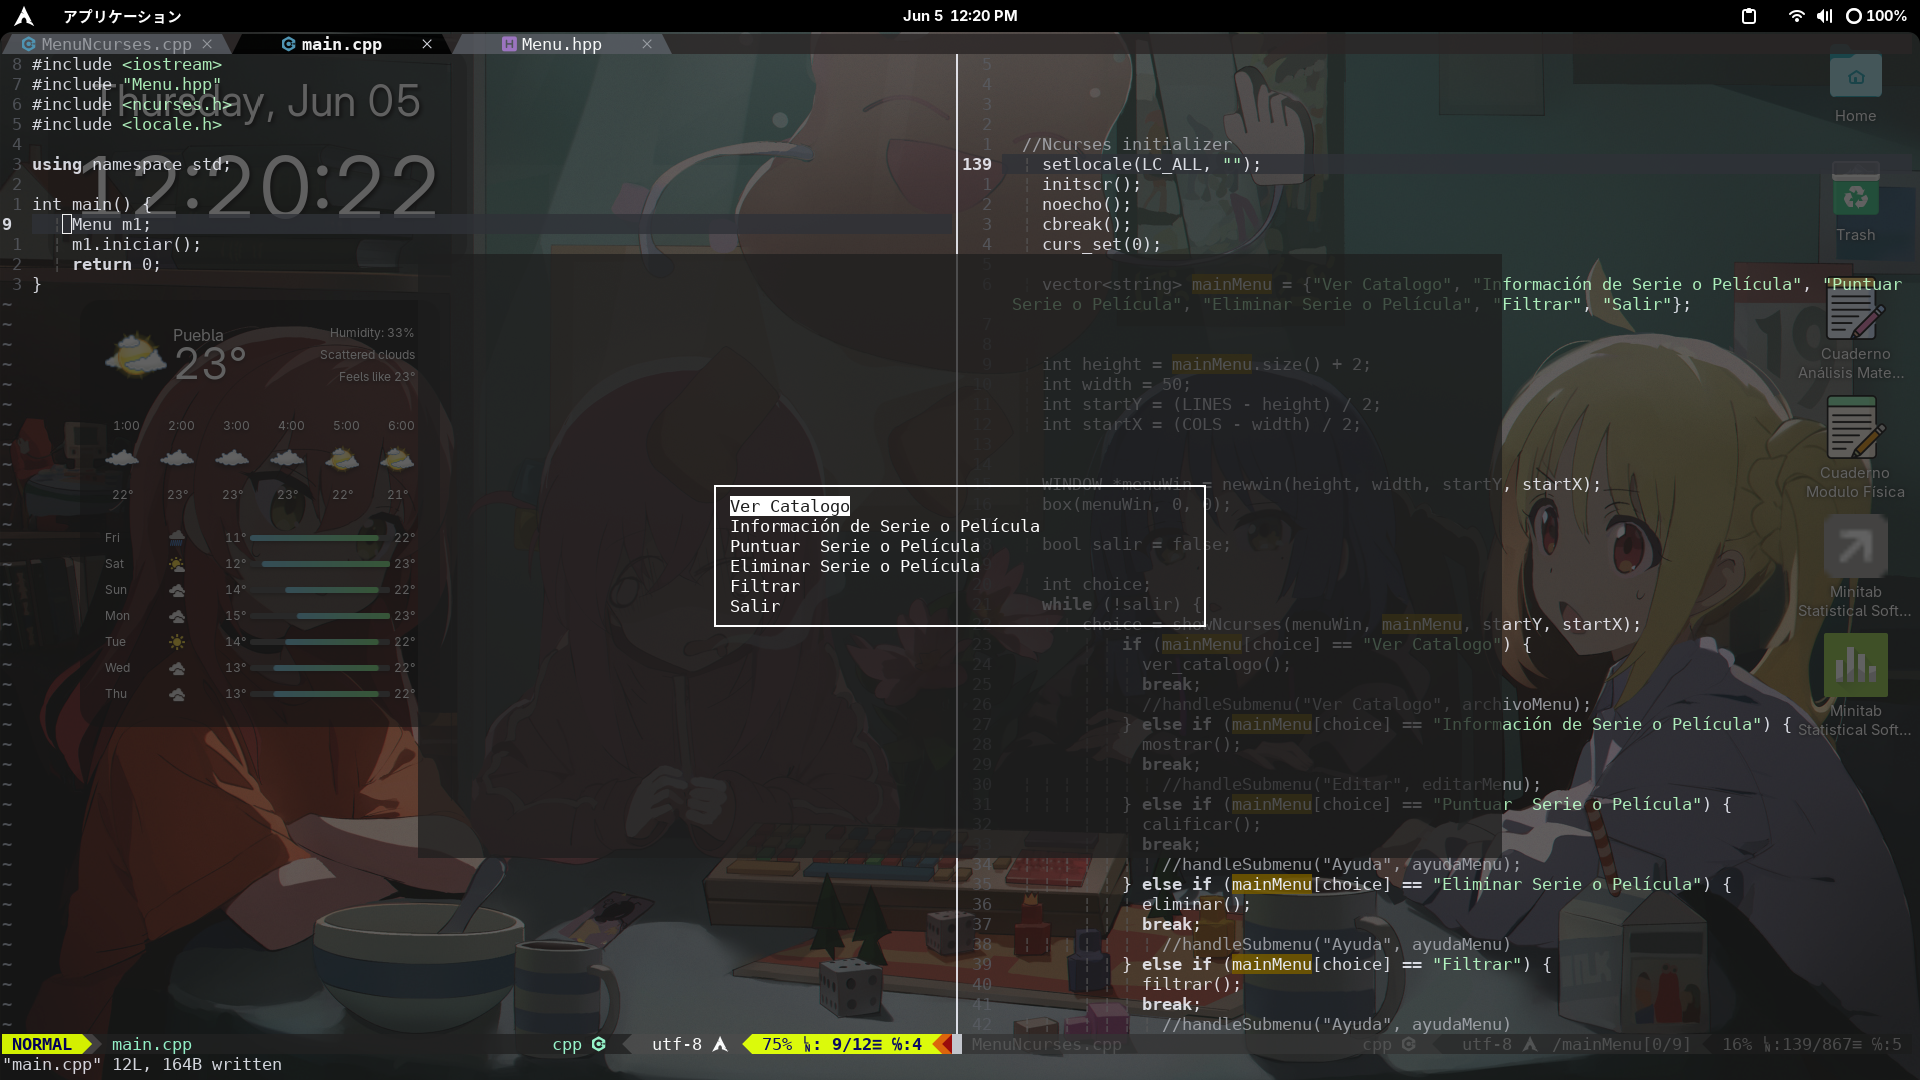 アプリケーション
Jun 5 12:20 PM
100%
MenuNcurses.cpp ×
main.cpp ×
Menu.hpp ×
8 #include <iostream>
7 #include "Menu.hpp"
6 #include <ncurses.h>
5 #include <locale.h>
4
3 using namespace std;
2
1 int main() {
9 Menu m1;
1 m1.iniciar();
2 return 0;
3 }
Thursday, Jun 05
12:20:22
Puebla
23°
Humidity: 33%
Scattered clouds
Feels like 23°
1:00 2:00 3:00 4:00 5:00 6:00
22° 23° 23° 23° 22° 21°
Fri 11° 22°
Sat 12° 23°
Sun 14° 22°
Mon 15° 23°
Tue 14° 22°
Wed 13° 22°
Thu 13° 22°
Ver Catalogo
Información de Serie o Película
Puntuar  Serie o Película
Eliminar Serie o Película
Filtrar
Salir
5
4
3
2
1 //Ncurses initializer
139 setlocale(LC_ALL, "");
1 initscr();
2 noecho();
3 cbreak();
4 curs_set(0);
5
6 vector<string> mainMenu = {"Ver Catalogo", "Información de Serie o Película", "Puntuar
Serie o Película", "Eliminar Serie o Película", "Filtrar", "Salir"};
7
8
9 int height = mainMenu.size() + 2;
10 int width = 50;
11 int startY = (LINES - height) / 2;
12 int startX = (COLS - width) / 2;
13
14
WINDOW *menuWin = newwin(height, width, startY, startX);
box(menuWin, 0, 0);
bool salir = false;
int choice;
while (!salir) {
choice = showNcurses(menuWin, mainMenu, startY, startX);
23 if (mainMenu[choice] == "Ver Catalogo") {
24 ver_catalogo();
25 break;
26 //handleSubmenu("Ver Catalogo", archivoMenu);
27 } else if (mainMenu[choice] == "Información de Serie o Película") {
28 mostrar();
29 break;
30 //handleSubmenu("Editar", editarMenu);
31 } else if (mainMenu[choice] == "Puntuar  Serie o Película") {
32 calificar();
33 break;
34 //handleSubmenu("Ayuda", ayudaMenu);
35 } else if (mainMenu[choice] == "Eliminar Serie o Película") {
36 eliminar();
37 break;
38 //handleSubmenu("Ayuda", ayudaMenu)
39 } else if (mainMenu[choice] == "Filtrar") {
40 filtrar();
41 break;
42 //handleSubmenu("Ayuda", ayudaMenu)
Home
Trash
Cuaderno
Análisis Mate...
Cuaderno
Modulo Física
Minitab
Statistical Soft...
Minitab
Statistical Soft...
MILK
NORMAL main.cpp cpp utf-8 75% ㏑: 9/12≡ ℅:4
MenuNcurses.cpp cpp utf-8 /mainMenu[0/9] 16% ㏑:139/867≡ ℅:5
"main.cpp" 12L, 164B written